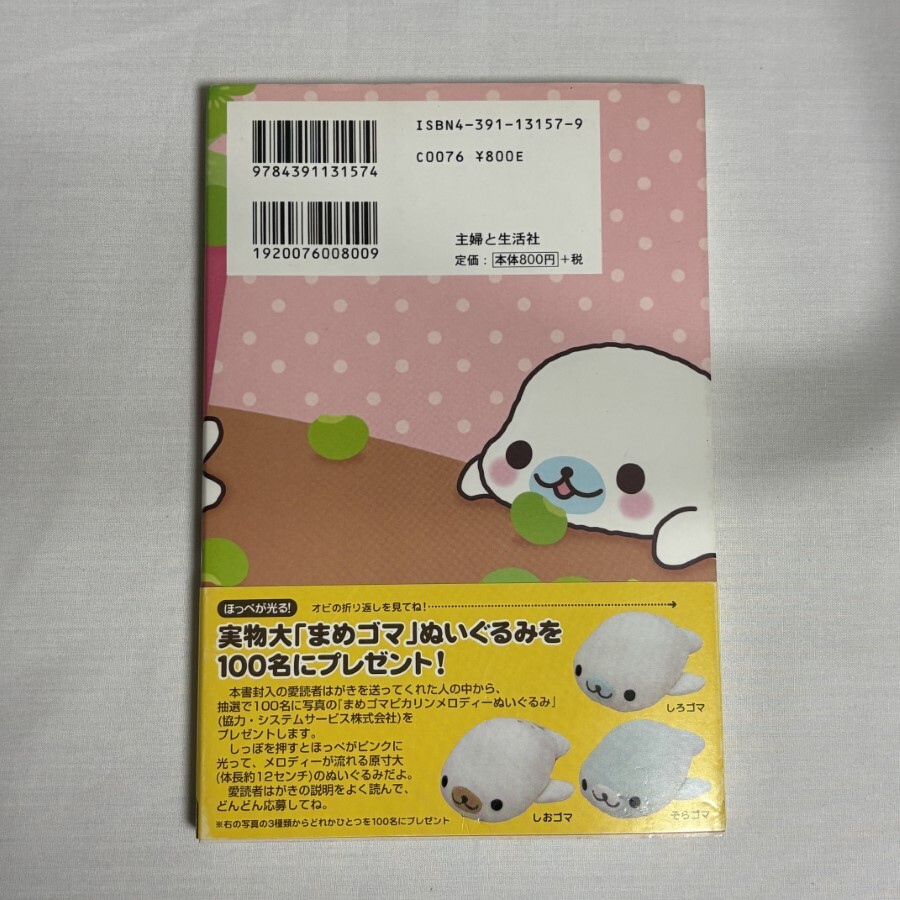 ISBN4-391-13157-9
C0076 ¥800E
9784391131574
1920076008009
主婦と生活社
定価：本体800円+税
ほっぺが光る！ オビの折り返しを見てね！
実物大「まめゴマ」ぬいぐるみを
100名にプレゼント！
本書封入の愛読者はがきを送ってくれた人の中から、
抽選で100名に写真の「まめゴマピカリンメロディーぬいぐるみ」
(協力・システムサービス株式会社)を
プレゼントします。
しっぽを押すとほっぺがピンクに
光って、メロディーが流れる原寸大
(体長約12センチ)のぬいぐるみだよ。
愛読者はがきの説明をよく読んで、
どんどん応募してね。
※右の写真の3種類からどれかひとつを100名にプレゼント
しろゴマ
しおゴマ
そらゴマ